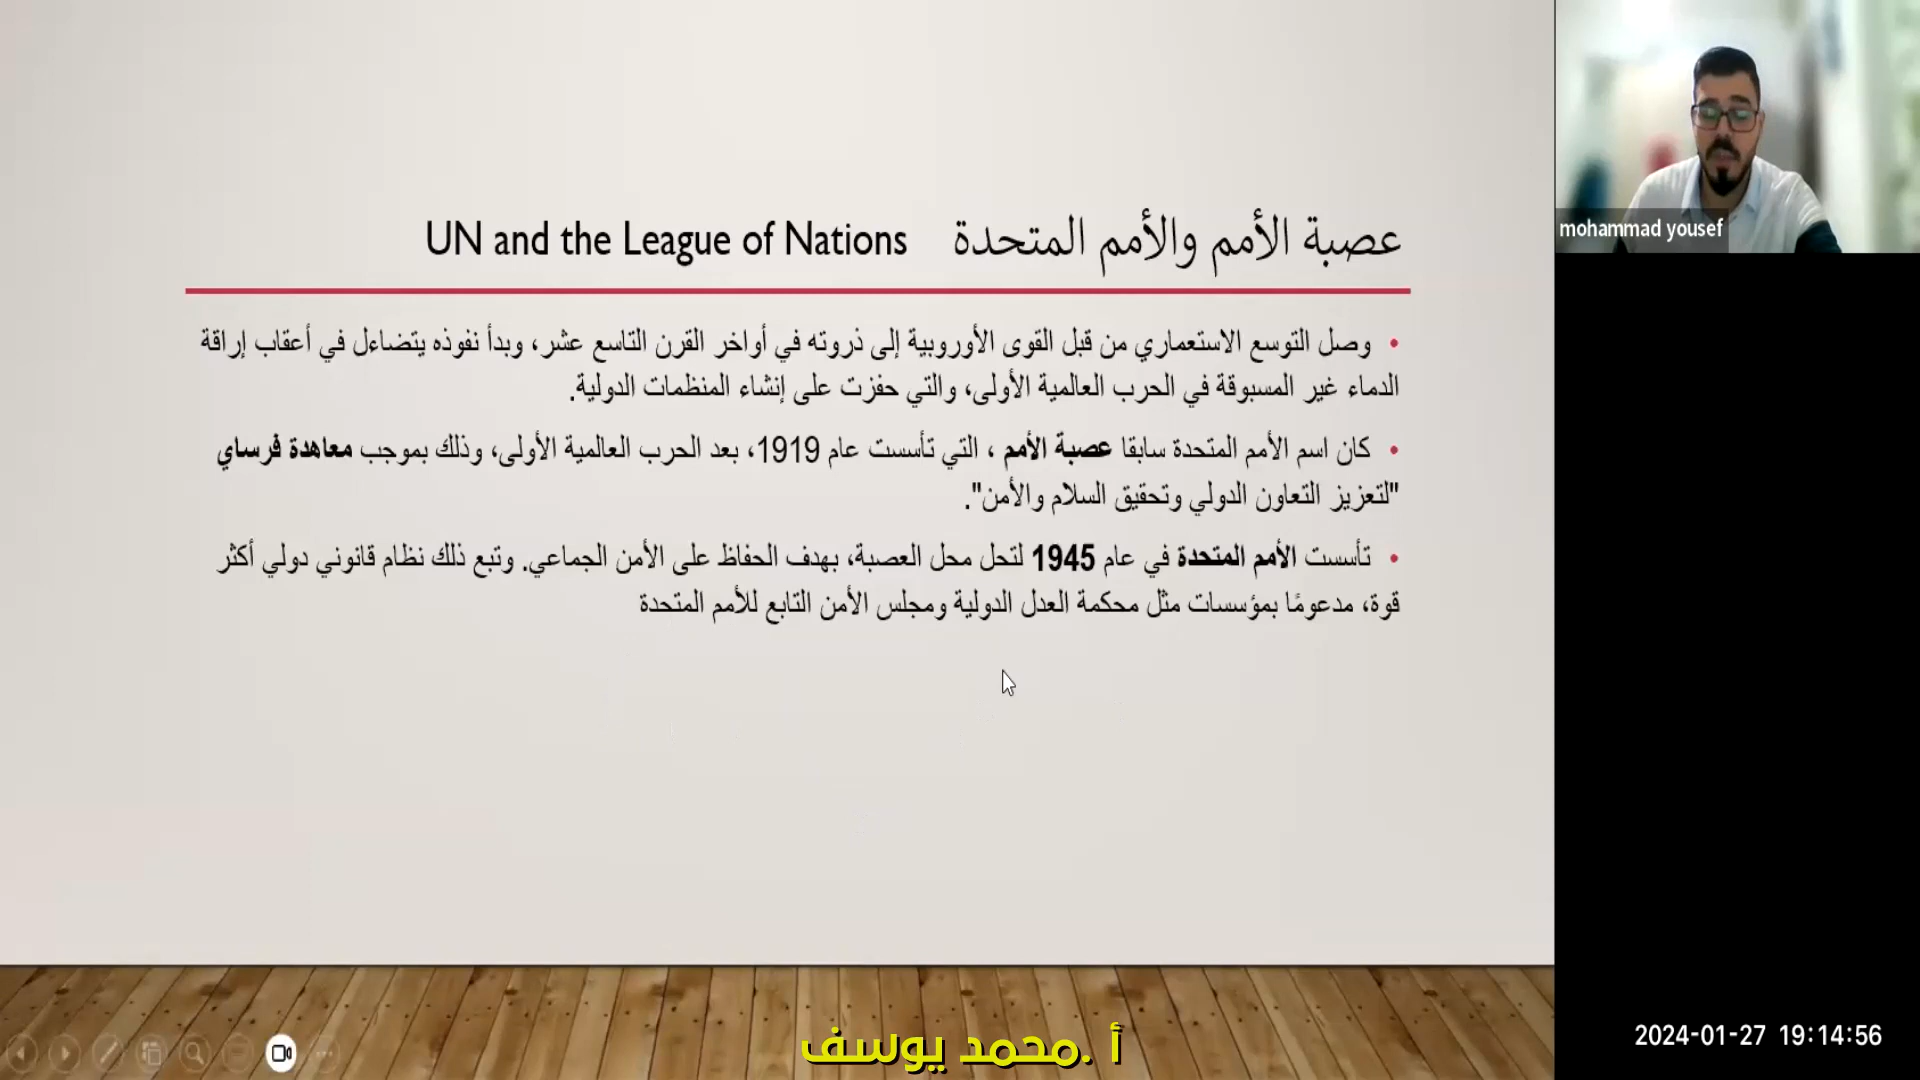 عصبة الأمم والأمم المتحدة UN and the League of Nations
• وصل التوسع الاستعماري من قبل القوى الأوروبية إلى ذروته في أواخر القرن التاسع عشر، وبدأ نفوذه يتضاءل في أعقاب إراقة
الدماء غير المسبوقة في الحرب العالمية الأولى، والتي حفزت على إنشاء المنظمات الدولية.
• كان اسم الأمم المتحدة سابقا عصبة الأمم ، التي تأسست عام 1919، بعد الحرب العالمية الأولى، وذلك بموجب معاهدة فرساي
"لتعزيز التعاون الدولي وتحقيق السلام والأمن".
• تأسست الأمم المتحدة في عام 1945 لتحل محل العصبة، بهدف الحفاظ على الأمن الجماعي. وتبع ذلك نظام قانوني دولي أكثر
قوة، مدعومًا بمؤسسات مثل محكمة العدل الدولية ومجلس الأمن التابع للأمم المتحدة
mohammad yousef
أ .محمد يوسف
2024-01-27 19:14:56